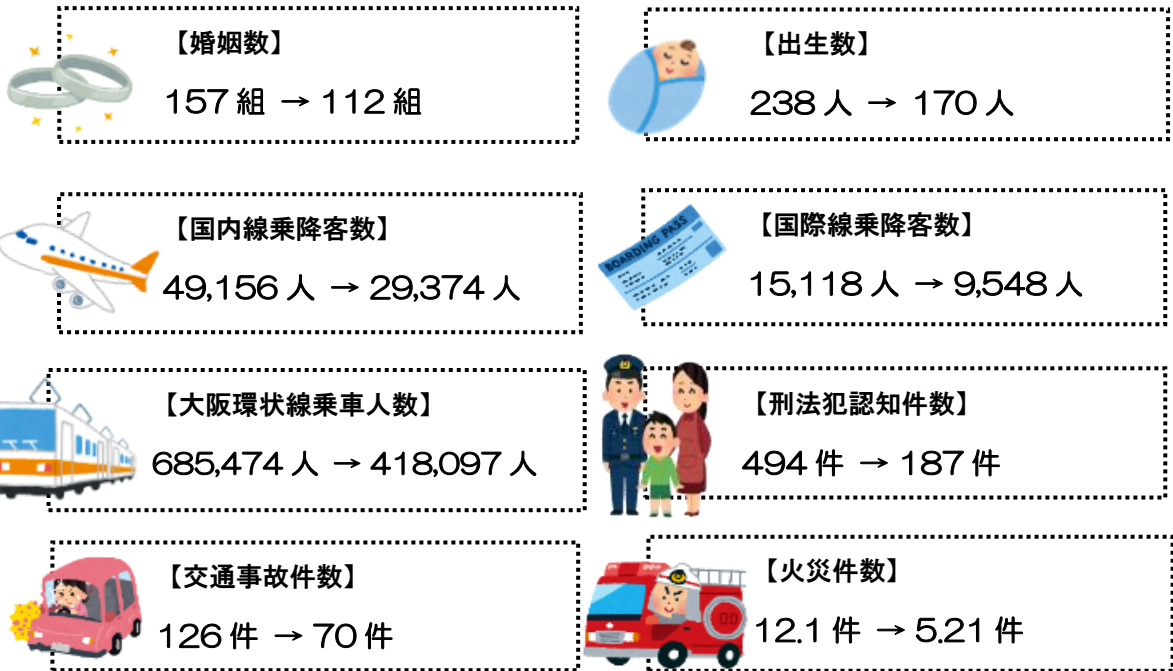 【婚姻数】
157 組 → 112 組
【出生数】
238 人 → 170 人
【国内線乗降客数】
49,156 人 → 29,374 人
BOARDING PASS
【国際線乗降客数】
15,118 人 → 9,548 人
【大阪環状線乗車人数】
685,474 人 → 418,097 人
【刑法犯認知件数】
494 件 → 187 件
【交通事故件数】
126 件 → 70 件
【火災件数】
12.1 件 → 5.21 件